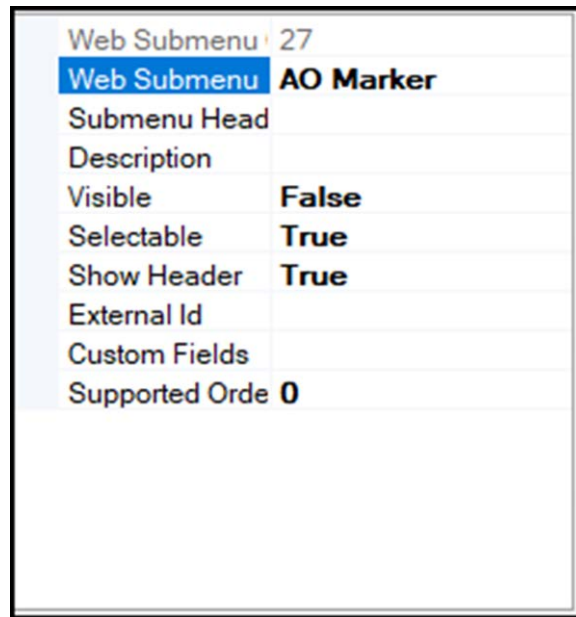 Web Submenu 27
Web Submenu AO Marker
Submenu Head
Description
Visible False
Selectable True
Show Header True
External Id
Custom Fields
Supported Orde 0